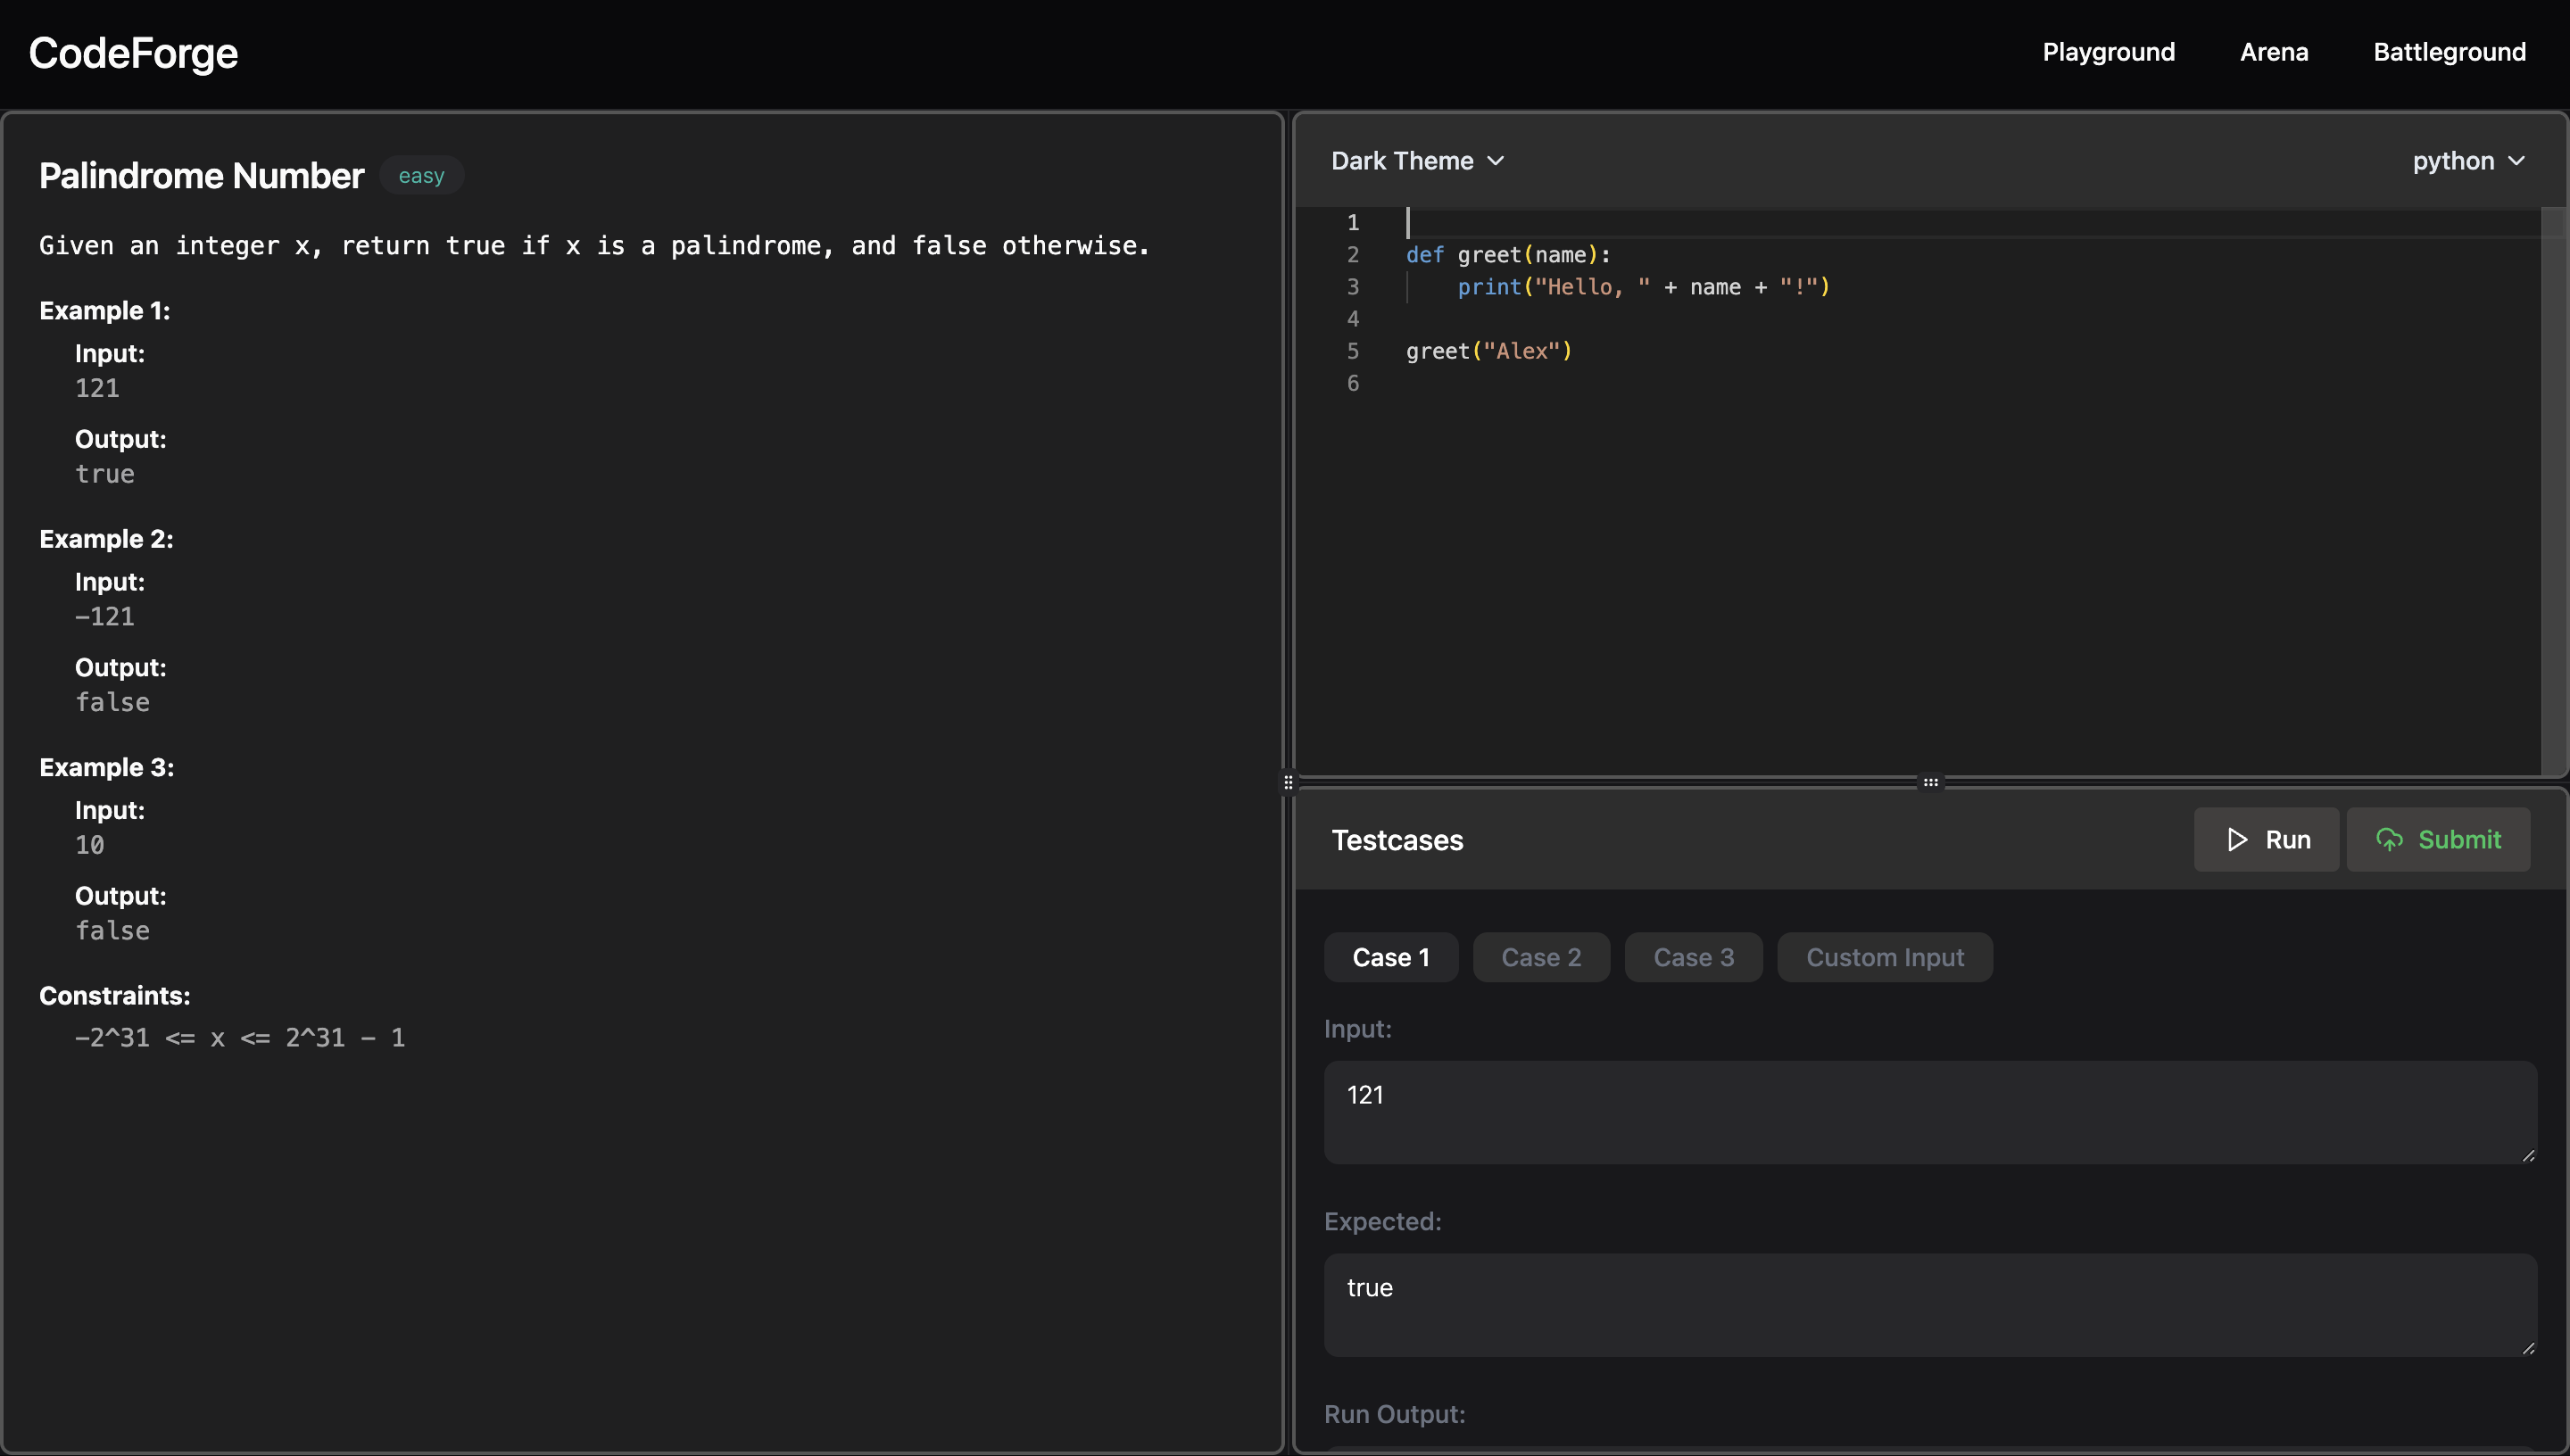 CodeForge
Playground Arena Battleground
Palindrome Number easy
Given an integer x, return true if x is a palindrome, and false otherwise.
Example 1:
Input:
121
Output:
true
Example 2:
Input:
-121
Output:
false
Example 3:
Input:
10
Output:
false
Constraints:
-2^31 <= x <= 2^31 - 1
Dark Theme python
1
2 def greet(name):
3     print("Hello, " + name + "!")
4
5 greet("Alex")
6
Testcases Run Submit
Case 1 Case 2 Case 3 Custom Input
Input:
121
Expected:
true
Run Output: